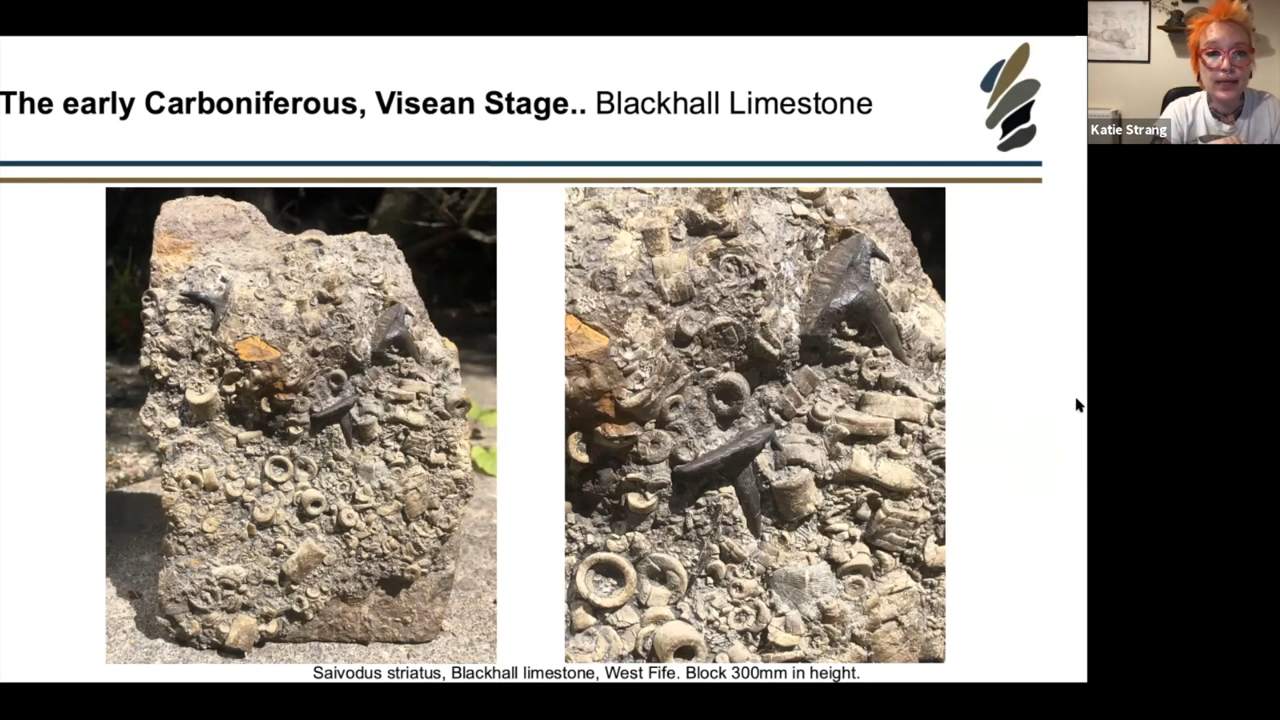 The early Carboniferous, Visean Stage.. Blackhall Limestone
Katie Strang
Saivodus striatus, Blackhall limestone, West Fife. Block 300mm in height.